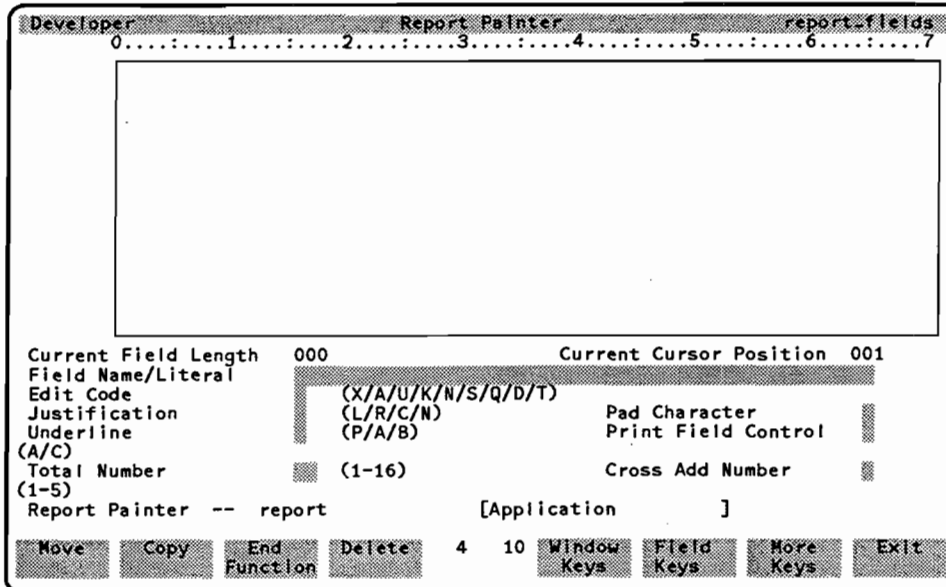 Developer Report Painter report-fields
0....:....1....:....2....:....3....:....4....:....5....:....6....:....7
Current Field Length 000 Current Cursor Position 001
Field Name/Literal
Edit Code (X/A/U/K/N/S/Q/D/T)
Justification (L/R/C/N) Pad Character
Underline (P/A/B) Print Field Control
(A/C)
Total Number (1-16) Cross Add Number
(1-5)
Report Painter -- report [Application ]
Move Copy End Delete 4 10 Window Field More Exit
Function Keys Keys Keys